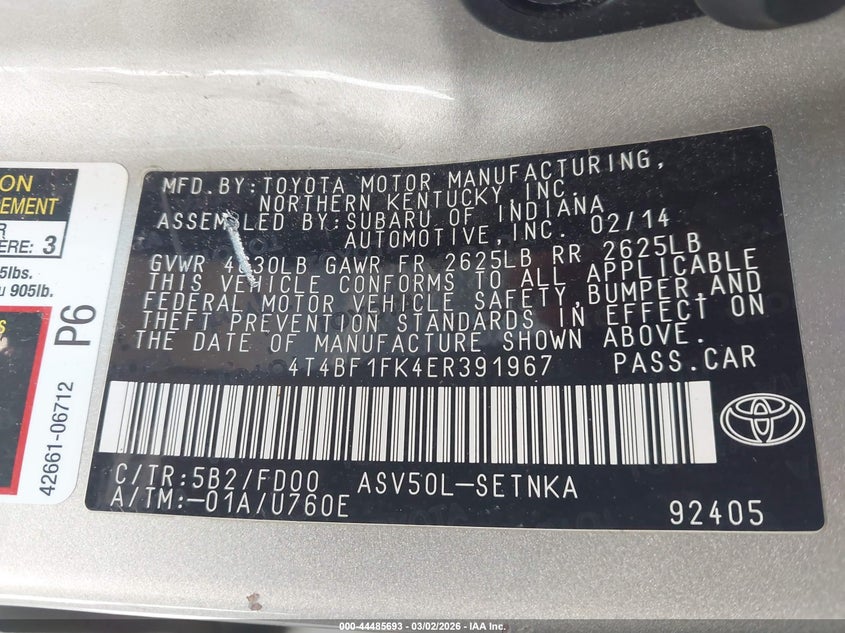 ON
EMENT
R
ERE: 3
5lbs.
u 905lb.
s
P6
42661-06712
MFD.BY:TOYOTA MOTOR MANUFACTURING,
NORTHERN KENTUCKY, INC.
ASSEMBLED BY:SUBARU OF INDIANA
AUTOMOTIVE,INC. 02/14
GVWR 4630LB GAWR FR 2625LB RR 2625LB
THIS VEHICLE CONFORMS TO ALL APPLICABLE
FEDERAL MOTOR VEHICLE SAFETY,BUMPER,AND
THEFT PREVENTION STANDARDS IN EFFECT ON
THE DATE OF MANUFACTURE SHOWN ABOVE.
4T4BF1FK4ER391967 PASS.CAR
C/TR:5B2/FD00 ASV50L-SETNKA
A/TM:-01A/U760E
92405
000-44485693 - 03/02/2026 - IAA Inc.